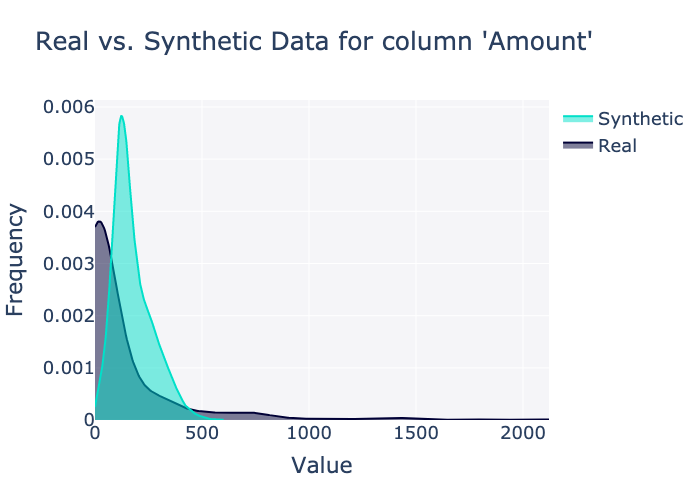 Real vs. Synthetic Data for column 'Amount'
Synthetic
Real
Frequency
0.006
0.005
0.004
0.003
0.002
0.001
0
0 500 1000 1500 2000
Value